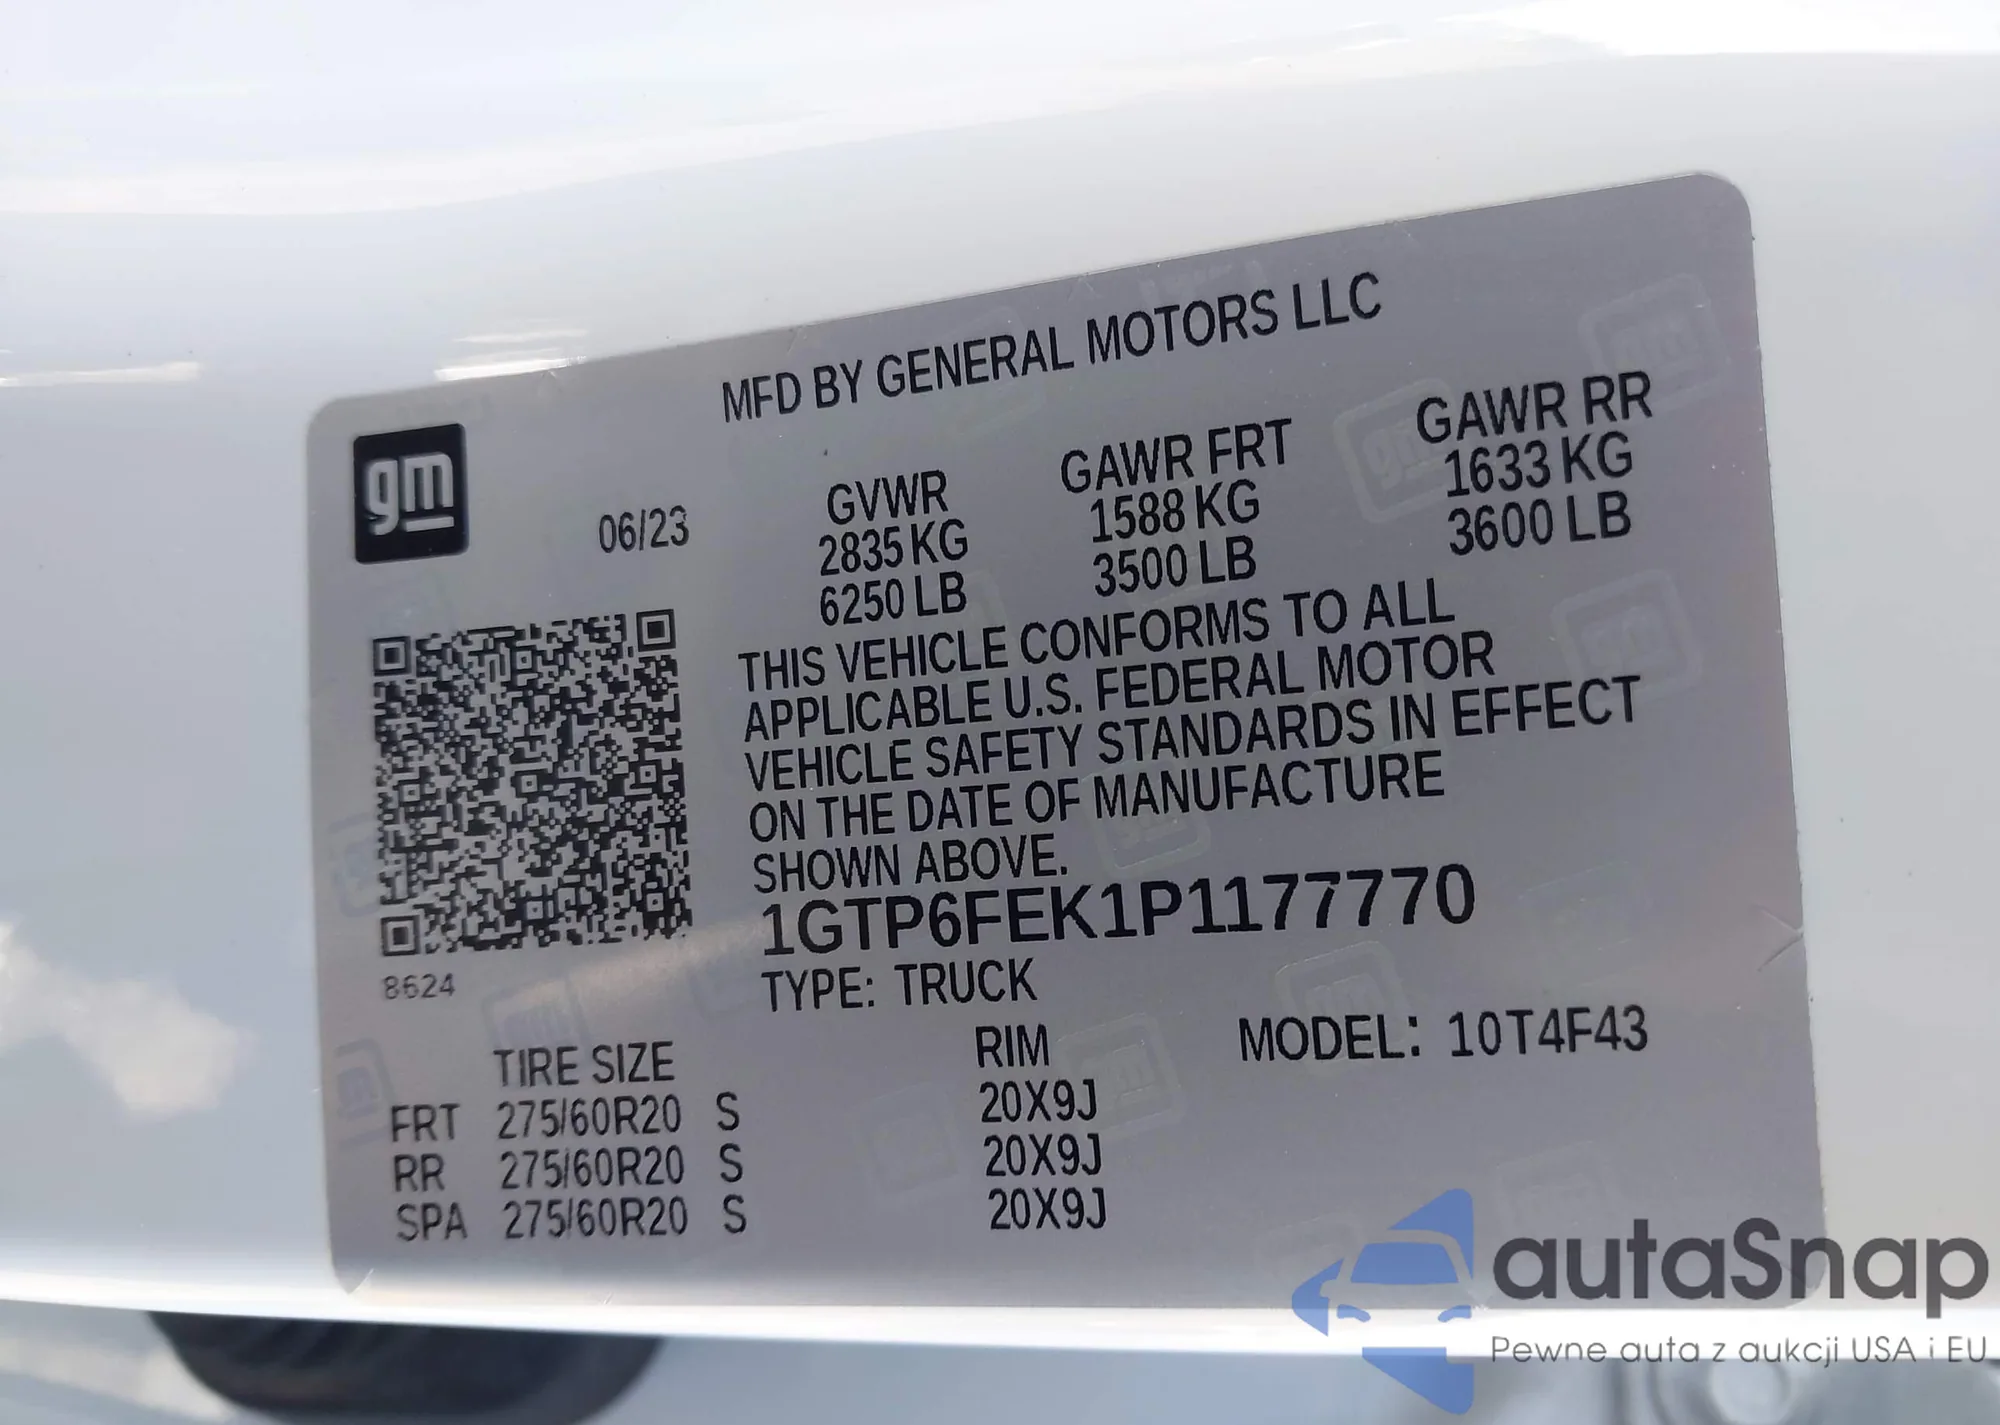 MFD BY GENERAL MOTORS LLC
gm
06/23
GVWR
2835 KG
6250 LB
GAWR FRT
1588 KG
3500 LB
GAWR RR
1633 KG
3600 LB
THIS VEHICLE CONFORMS TO ALL
APPLICABLE U.S. FEDERAL MOTOR
VEHICLE SAFETY STANDARDS IN EFFECT
ON THE DATE OF MANUFACTURE
SHOWN ABOVE.
1GTP6FEK1P1177770
8624
TYPE: TRUCK
TIRE SIZE RIM MODEL: 10T4F43
FRT 275/60R20 S 20X9J
RR 275/60R20 S 20X9J
SPA 275/60R20 S 20X9J
autaSnap
Pewne auta z aukcji USA i EU